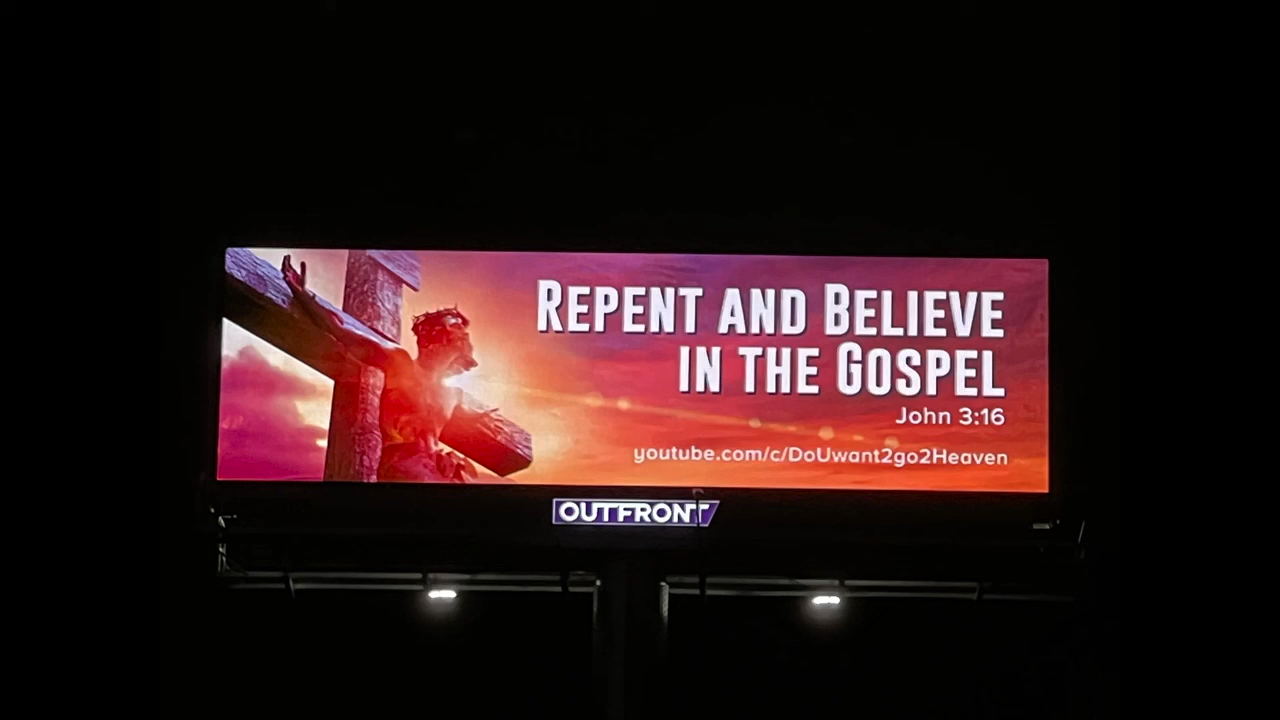 Repent and Believe
in the Gospel
John 3:16
youtube.com/c/DoUwant2go2Heaven
OUTFRONT